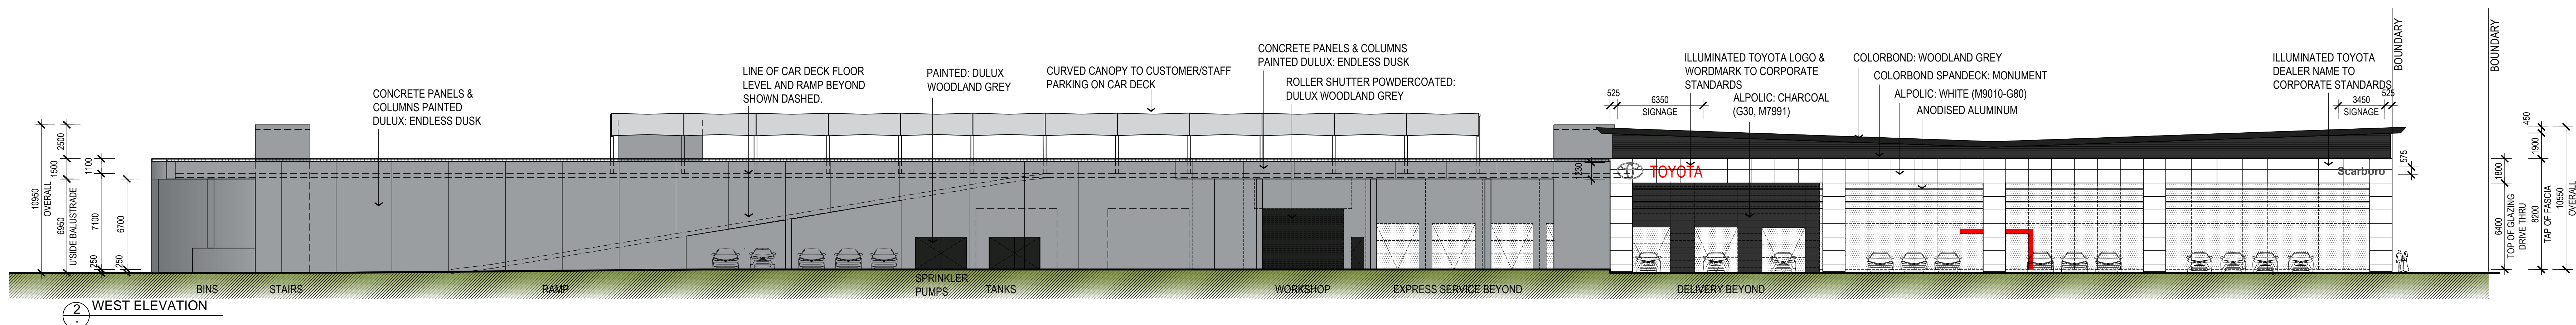 CONCRETE PANELS &
COLUMNS PAINTED
DULUX: ENDLESS DUSK
LINE OF CAR DECK FLOOR
LEVEL AND RAMP BEYOND
SHOWN DASHED.
PAINTED: DULUX
WOODLAND GREY
CURVED CANOPY TO CUSTOMER/STAFF
PARKING ON CAR DECK
CONCRETE PANELS & COLUMNS
PAINTED DULUX: ENDLESS DUSK
ROLLER SHUTTER POWDERCOATED:
DULUX WOODLAND GREY
ILLUMINATED TOYOTA LOGO &
WORDMARK TO CORPORATE
STANDARDS
ALPOLIC: CHARCOAL
(G30, M7991)
COLORBOND: WOODLAND GREY
COLORBOND SPANDECK: MONUMENT
ALPOLIC: WHITE (M9010-G80)
ANODISED ALUMINUM
ILLUMINATED TOYOTA
DEALER NAME TO
CORPORATE STANDARDS
BOUNDARY
BOUNDARY
525
6350
SIGNAGE
3450
SIGNAGE
525
10950
OVERALL
2500
1500
6950
U'SIDE BALUSTRADE
1100
7100
250
6700
250
1230
TOYOTA
Scarboro
575
1800
6400
TOP OF GLAZING
DRIVE THRU
450
1900
8200
TAP OF FASCIA
10550
OVERALL
BINS
STAIRS
RAMP
SPRINKLER
PUMPS
TANKS
WORKSHOP
EXPRESS SERVICE BEYOND
DELIVERY BEYOND
2
WEST ELEVATION